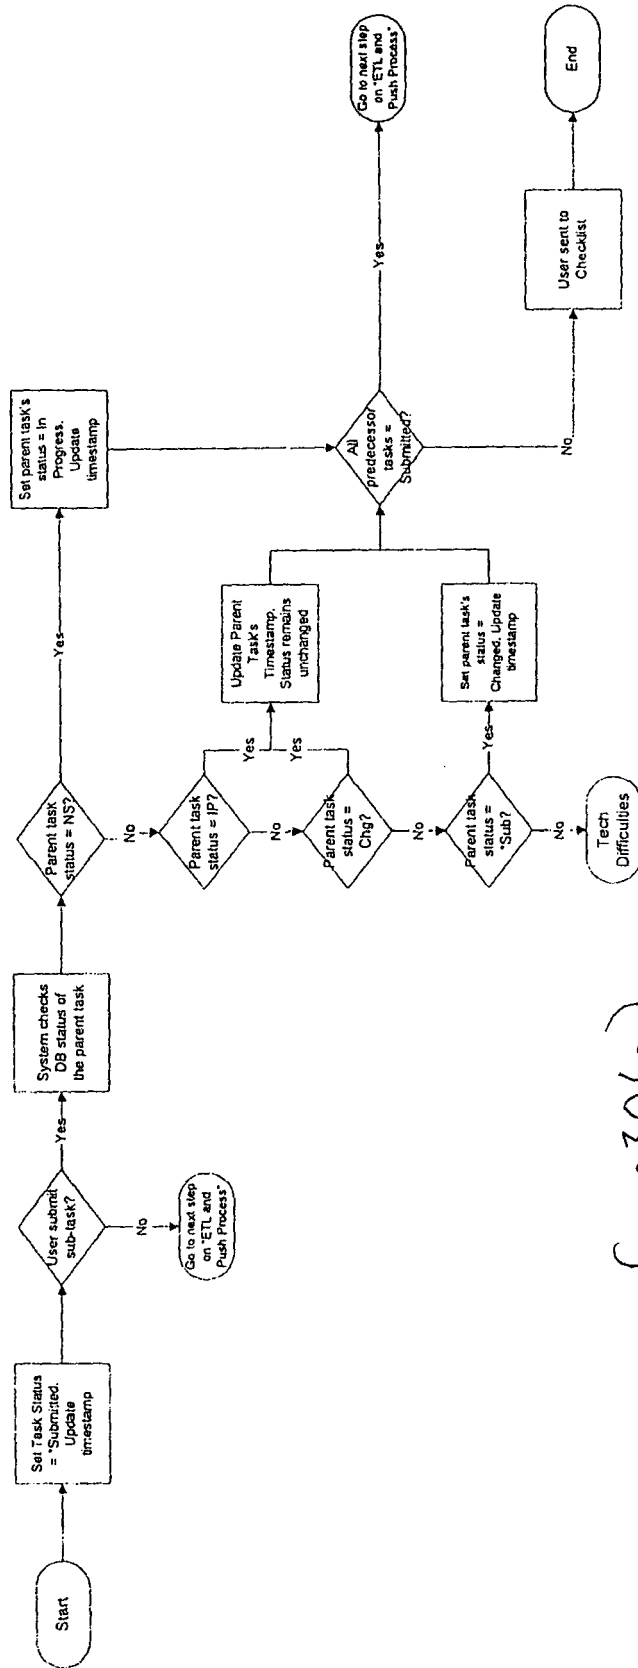 Start
Set Task Status
= "Submitted.
Update
timestamp
User submit
sub-task?
Yes
No
Go to next step
on "ETL and
Push Process"
System checks
DB status of
the parent task
Parent task
status = NS?
Yes
No
Set parent task's
status = In
Progress.
Update
timestamp
Parent task
status = IP?
Yes
No
Parent task
status =
Chg?
Yes
No
Update Parent
Task's
Timestamp.
Status remains
unchanged
Parent task
status =
"Sub?
Yes
No
Set parent task's
status =
Changed. Update
timestamp
Tech
Difficulties
All
predecessor
tasks =
Submitted?
Yes
No
Go to next step
on "ETL and
Push Process"
User sent to
Checklist
End